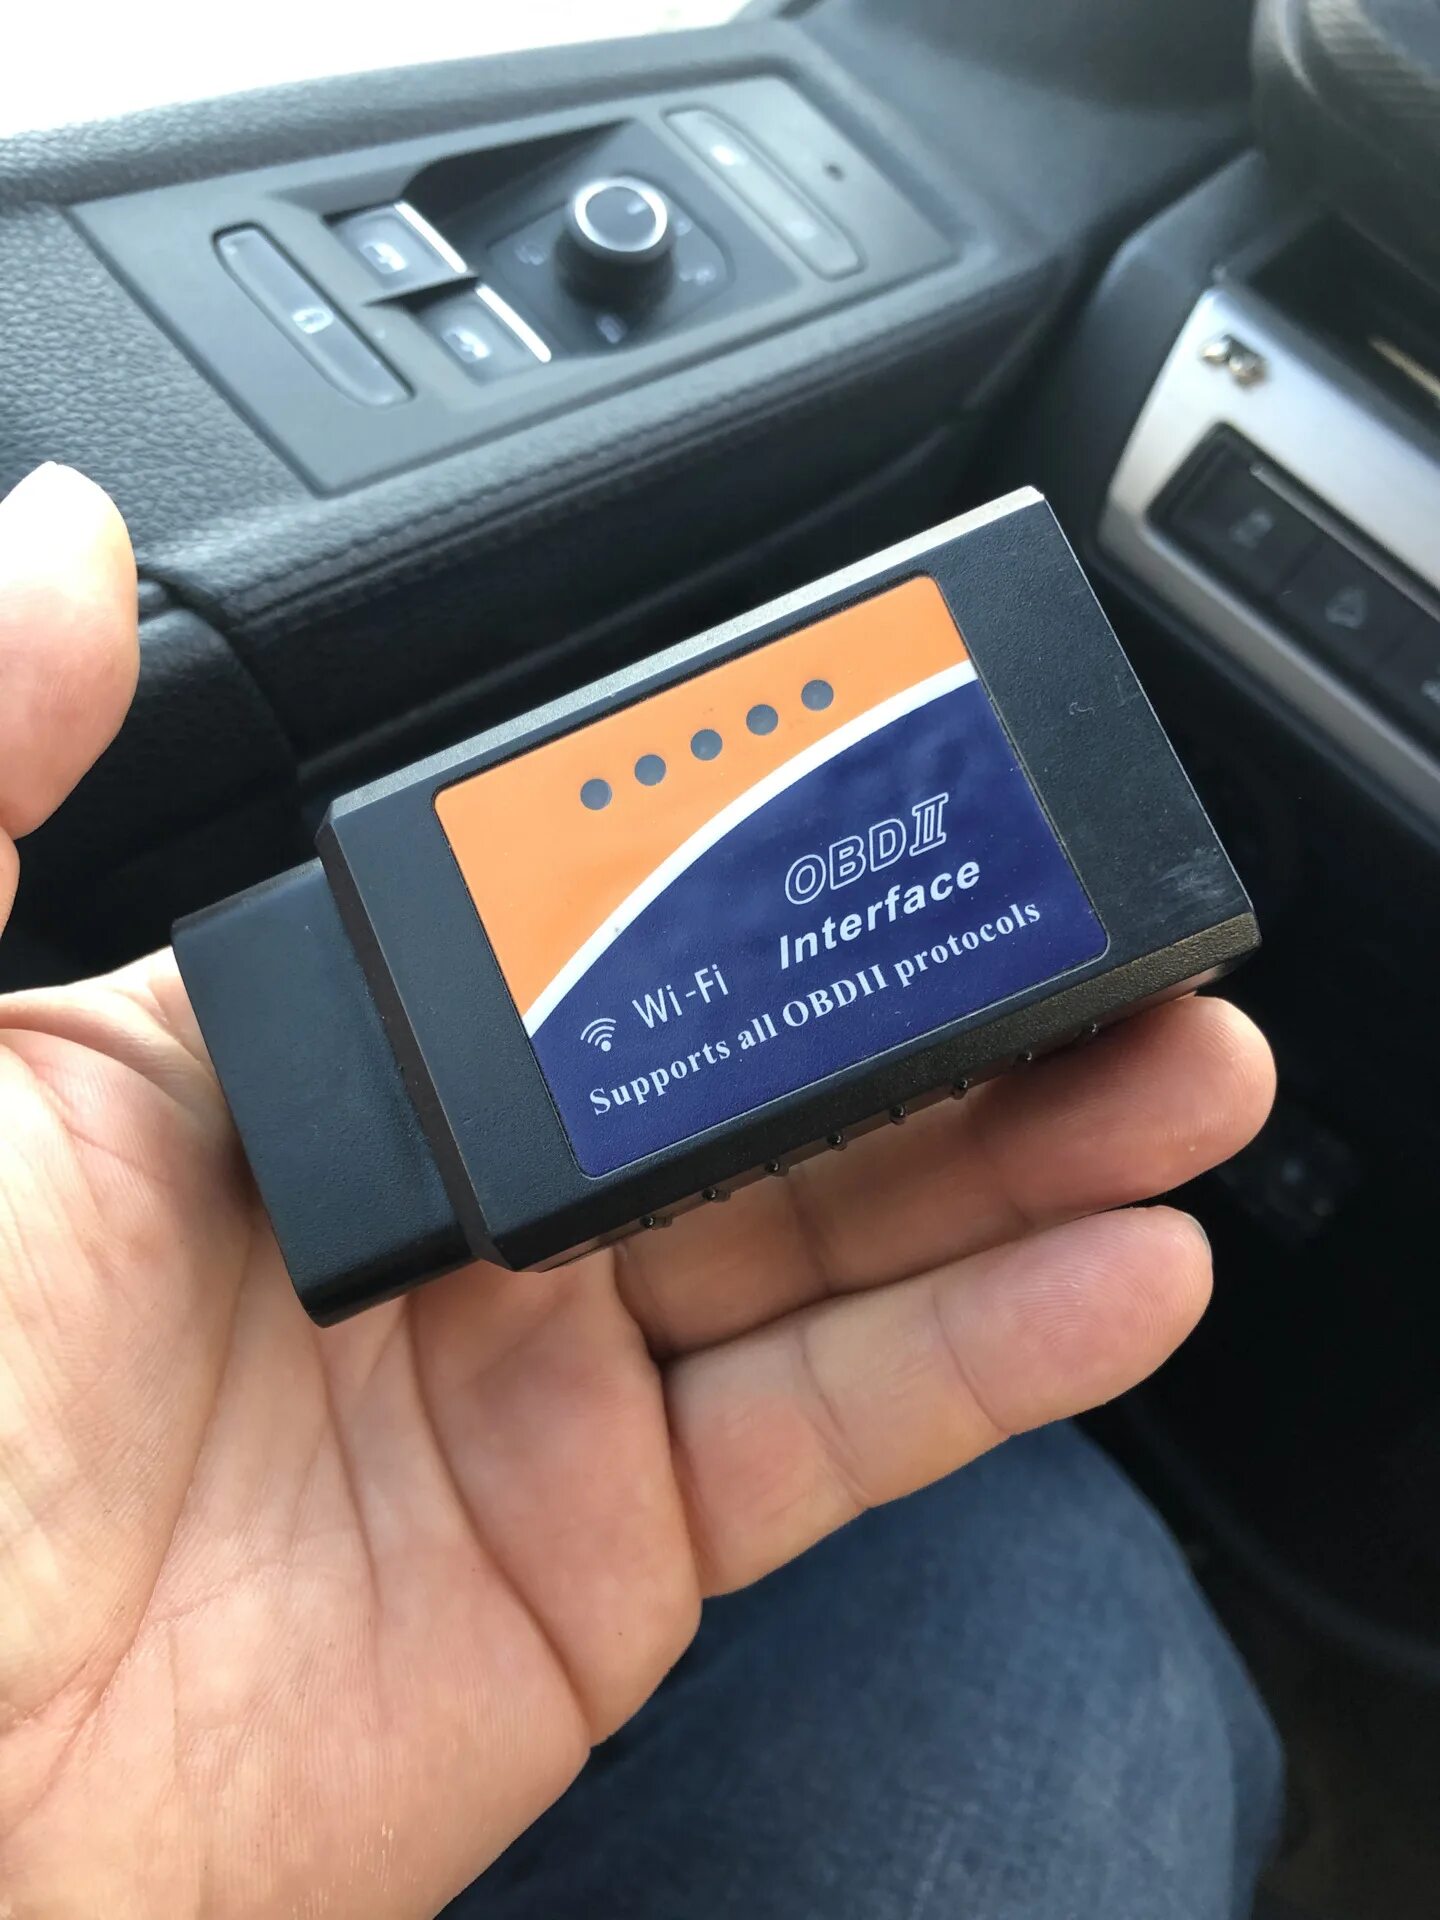 OBDII
Interface
Wi-Fi
Supports all OBDII protocols